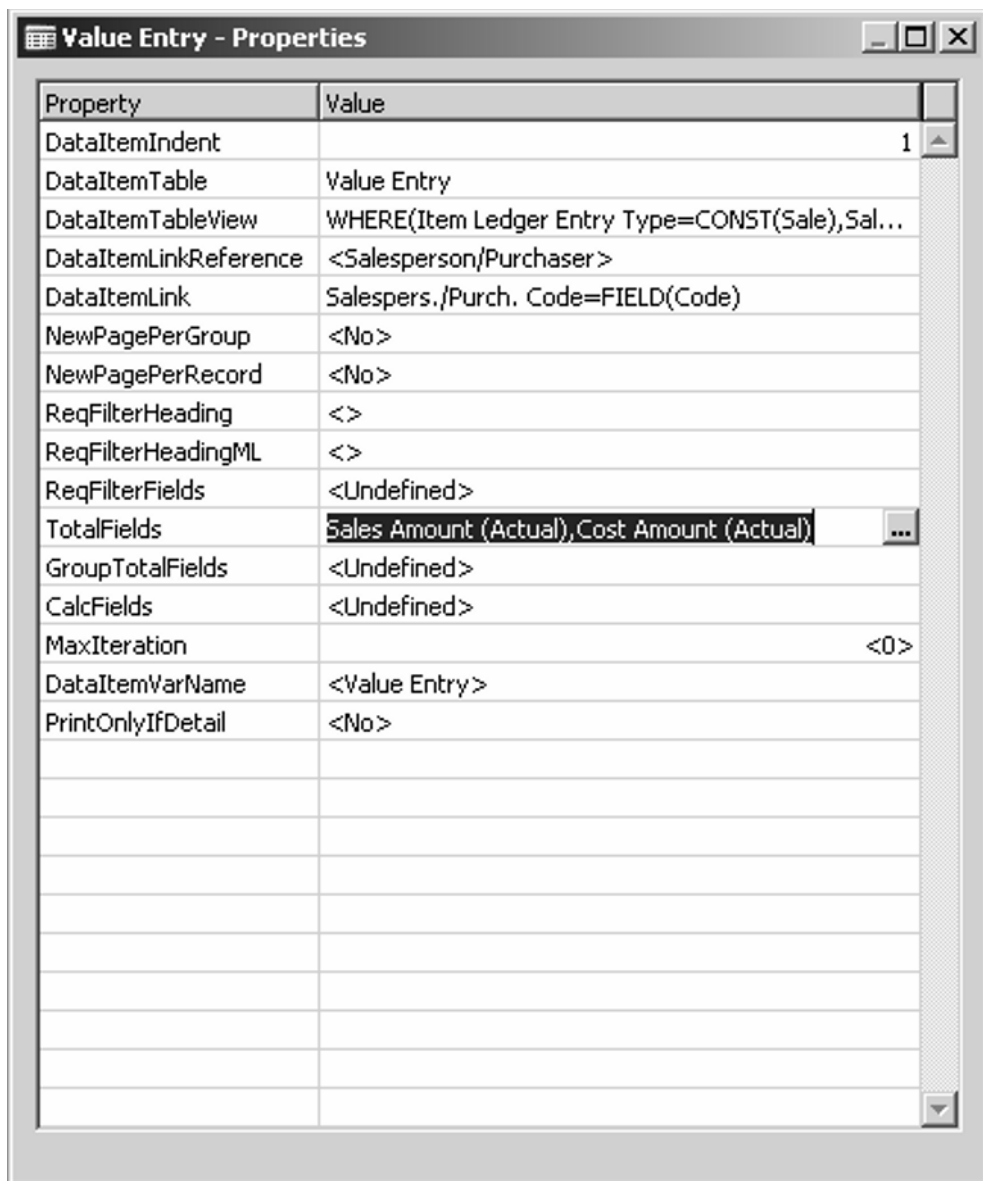 Value Entry - Properties
Property Value
DataItemIndent 1
DataItemTable Value Entry
DataItemTableView WHERE(Item Ledger Entry Type=CONST(Sale),Sal...
DataItemLinkReference <Salesperson/Purchaser>
DataItemLink Salespers./Purch. Code=FIELD(Code)
NewPagePerGroup <No>
NewPagePerRecord <No>
ReqFilterHeading <>
ReqFilterHeadingML <>
ReqFilterFields <Undefined>
TotalFields Sales Amount (Actual),Cost Amount (Actual) ...
GroupTotalFields <Undefined>
CalcFields <Undefined>
MaxIteration <0>
DataItemVarName <Value Entry>
PrintOnlyIfDetail <No>